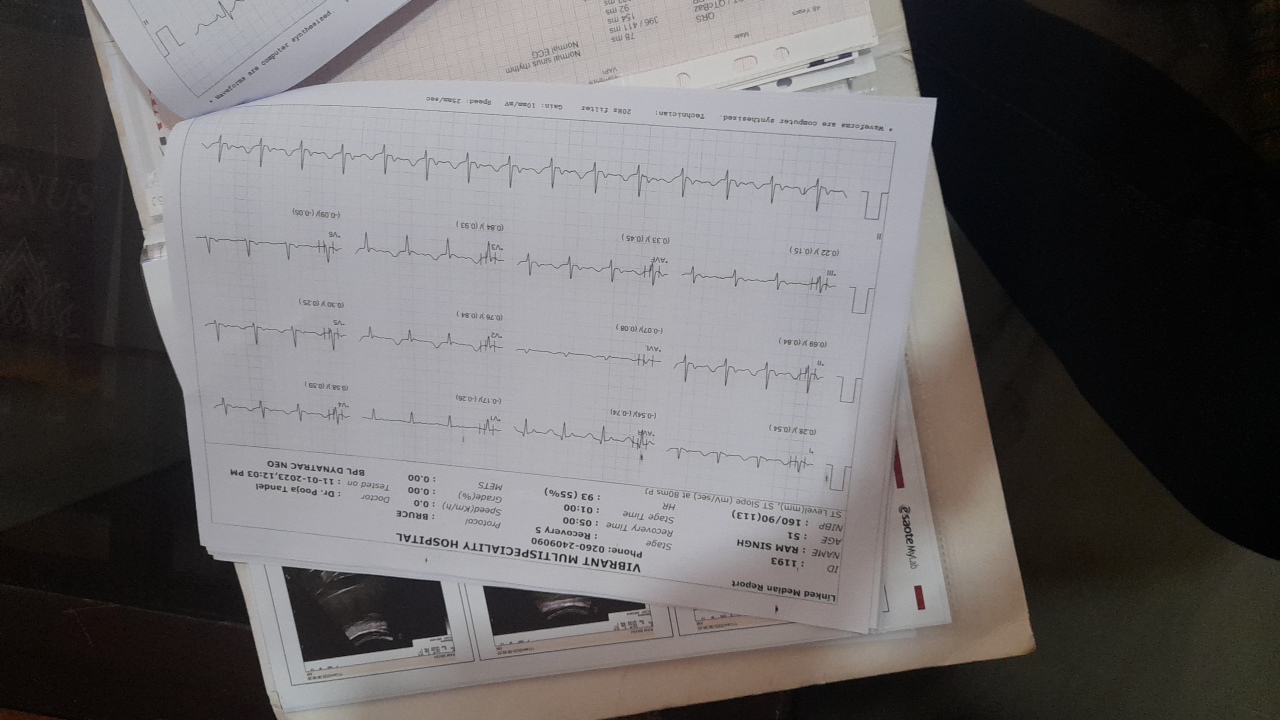 Linked Median Report
VIBRANT MULTISPECIALITY HOSPITAL
Phone: 0260-2409090
ID : 1193
NAME : RAM SINGH
AGE : 51
NIBP : 160/90(113)
Stage : Recovery 5
Recovery Time : 05:00
Stage Time : 01:00
HR : 93 (55%)
Protocol : BRUCE
Speed(Km/h) : 0.0
Grade(%) : 0.00
METS : 0.00
Doctor : Dr. Pooja Tandel
Tested on : 11-01-2023,12:03 PM
BPL DYNATRAC NEO
ST Level(mm), ST Slope (mV/sec) at 80ms PJ
*I
(0.28 )/ (0.54 )
*AVR
(-0.54)/ (-0.74)
*V1
(-0.17)/ (-0.26)
*V4
(0.58 )/ (0.59 )
*II
(0.69 )/ (0.84 )
*AVL
(-0.07)/ (0.08 )
*V2
(0.76 )/ (0.84 )
*V5
(0.30 )/ (0.25 )
*III
(0.22 )/ (0.15 )
*AVF
(0.33 )/ (0.45 )
*V3
(0.84 )/ (0.93 )
*V6
(-0.09)/ (-0.05)
II
* Waveforms are computer synthesized
Technician:
20Hz filter
Gain: 10mm/mV
Speed: 25mm/sec
esaote MyLab
* Waveforms are computer synthesized
Normal sinus rhythm
Normal ECG
Male
QRS
78 ms
396 / 411 ms
154 ms
92 ms